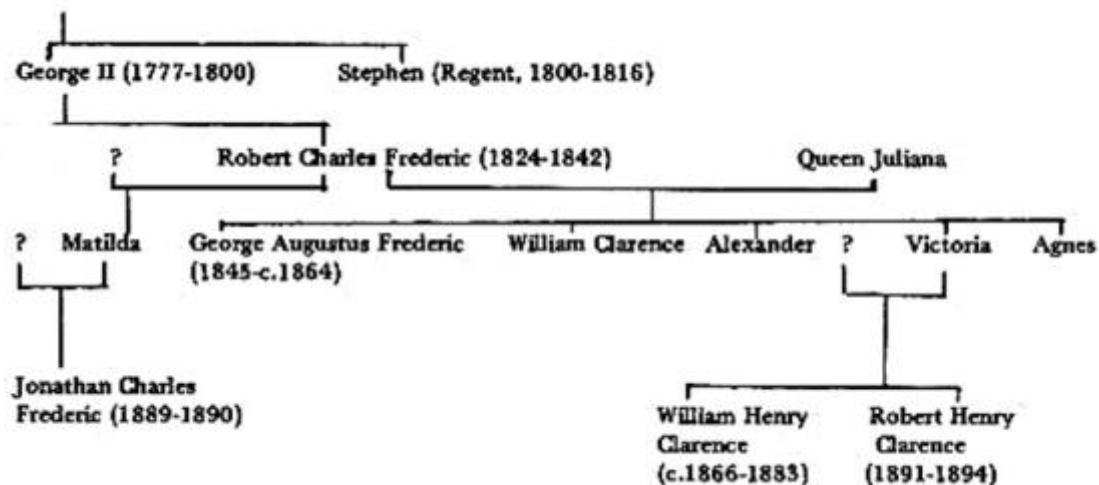 George II (1777-1800) Stephen (Regent, 1800-1816)
? Robert Charles Frederic (1824-1842) Queen Juliana
? Matilda George Augustus Frederic William Clarence Alexander ? Victoria Agnes
(1845-c.1864)
Jonathan Charles
Frederic (1889-1890)
William Henry Robert Henry
Clarence Clarence
(c.1866-1883) (1891-1894)